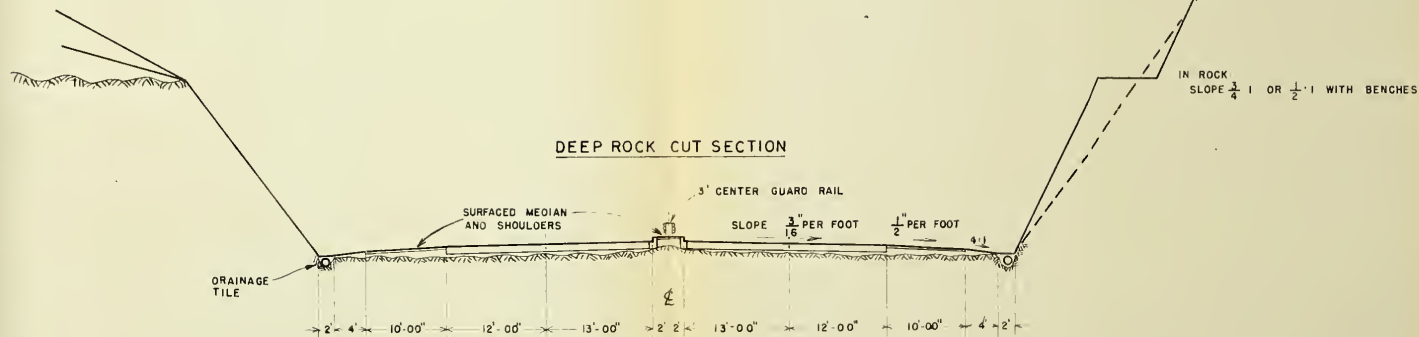 IN ROCK
SLOPE 3/4 : 1 OR 1/2 : 1 WITH BENCHES
DEEP ROCK CUT SECTION
3' CENTER GUARD RAIL
SURFACED MEDIAN
AND SHOULDERS
SLOPE 3/16" PER FOOT 1/2" PER FOOT 4:1
DRAINAGE
TILE
℄
2' 4' 10'-00" 12'-00" 13'-00" 2' 2' 13'-00" 12'-00" 10'-00" 4' 2'